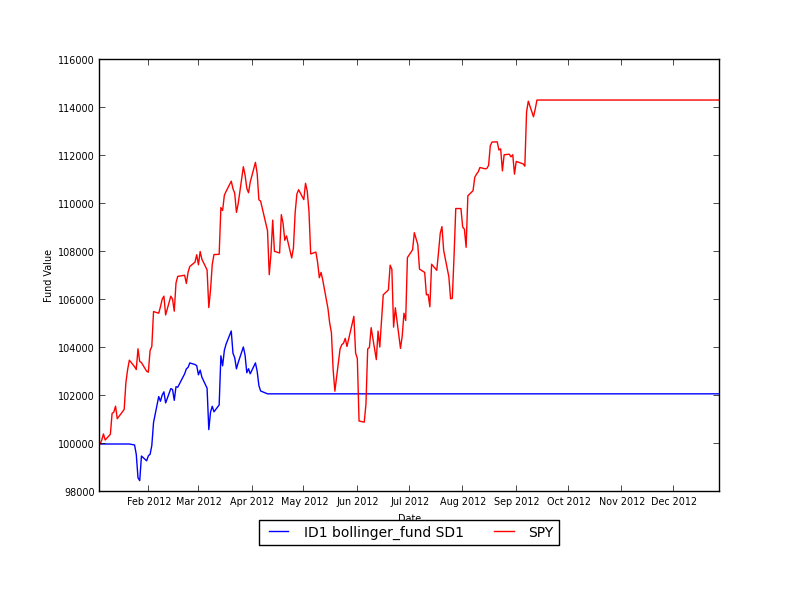 116000
114000
112000
110000
108000
106000
104000
102000
100000
98000
Fund Value
Feb 2012 Mar 2012 Apr 2012 May 2012 Jun 2012 Jul 2012 Aug 2012 Sep 2012 Oct 2012 Nov 2012 Dec 2012
Date
ID1 bollinger_fund SD1 SPY